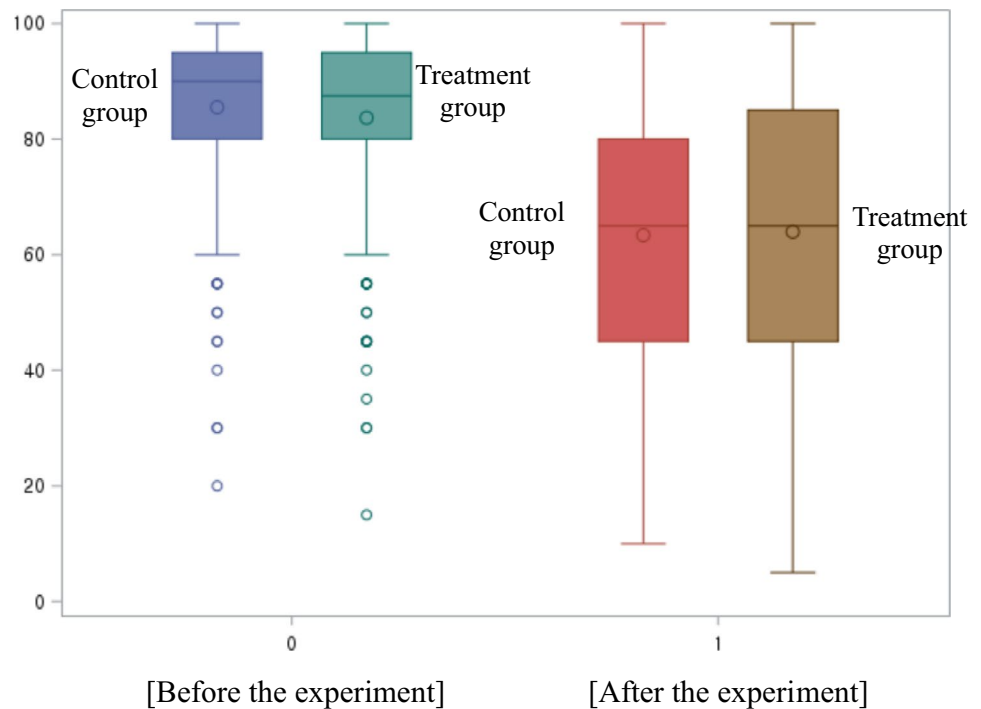 100
Control
group
Treatment
group
80
Control
group
Treatment
group
60
40
20
0
0
1
[Before the experiment]
[After the experiment]